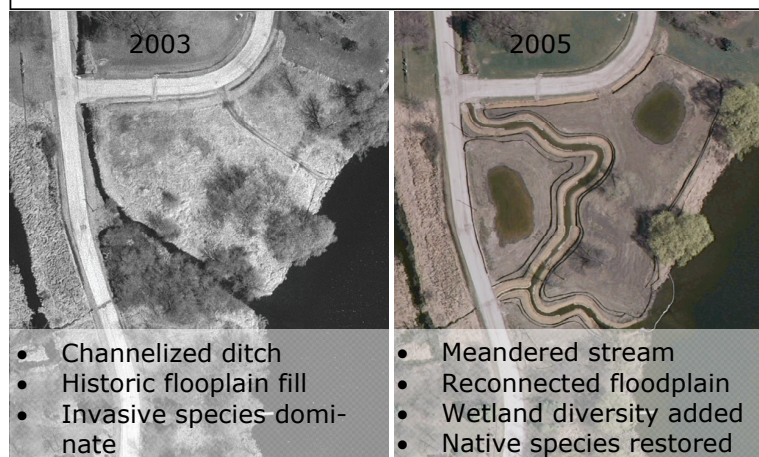 2003
• Channelized ditch
• Historic flooplain fill
• Invasive species domi-
nate
2005
• Meandered stream
• Reconnected floodplain
• Wetland diversity added
• Native species restored